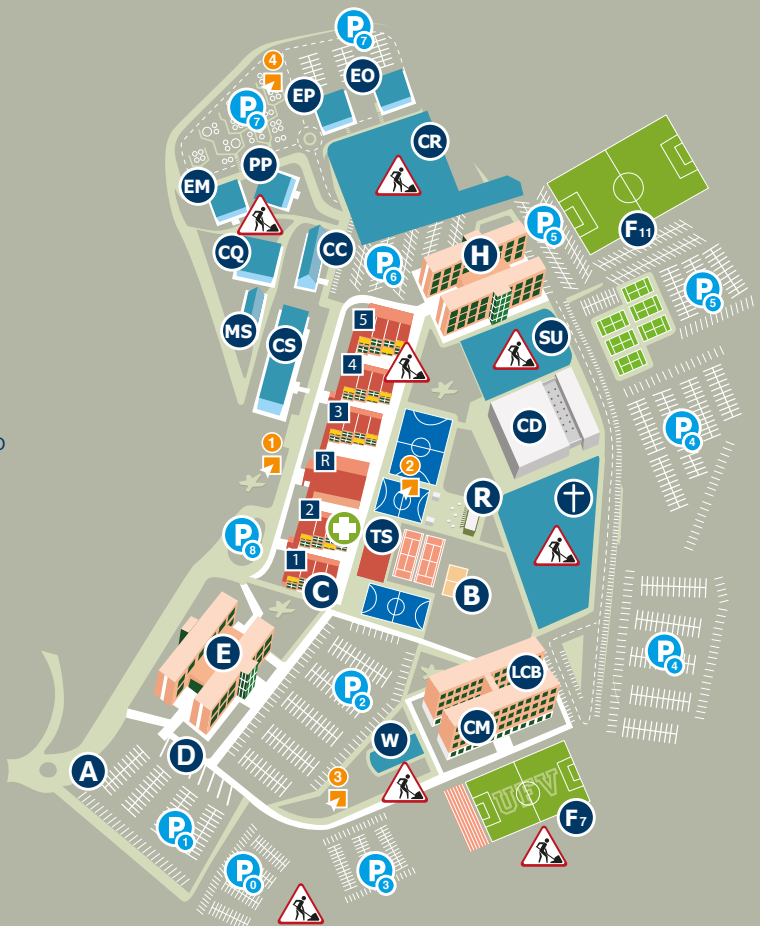 P7
4
EO
EP
P7
CR
PP
EM
F11
P5
CQ
CC
H
P6
P5
5
MS
CS
SU
4
3
CD
P4
1
R
2
R
2
P8
TS
1
C
B
E
P4
LCB
P2
CM
W
D
A
3
UFV
F7
P1
P0
P3